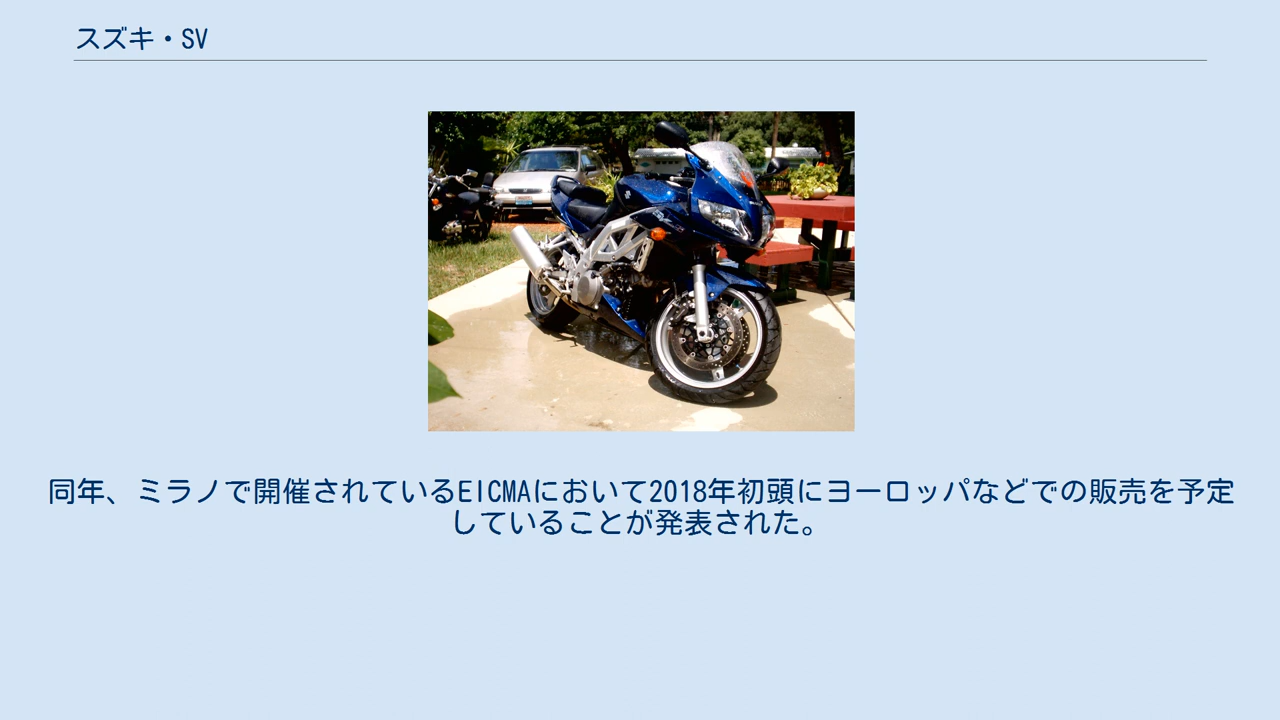 スズキ・SV
同年、ミラノで開催されているEICMAにおいて2018年初頭にヨーロッパなどでの販売を予定
していることが発表された。